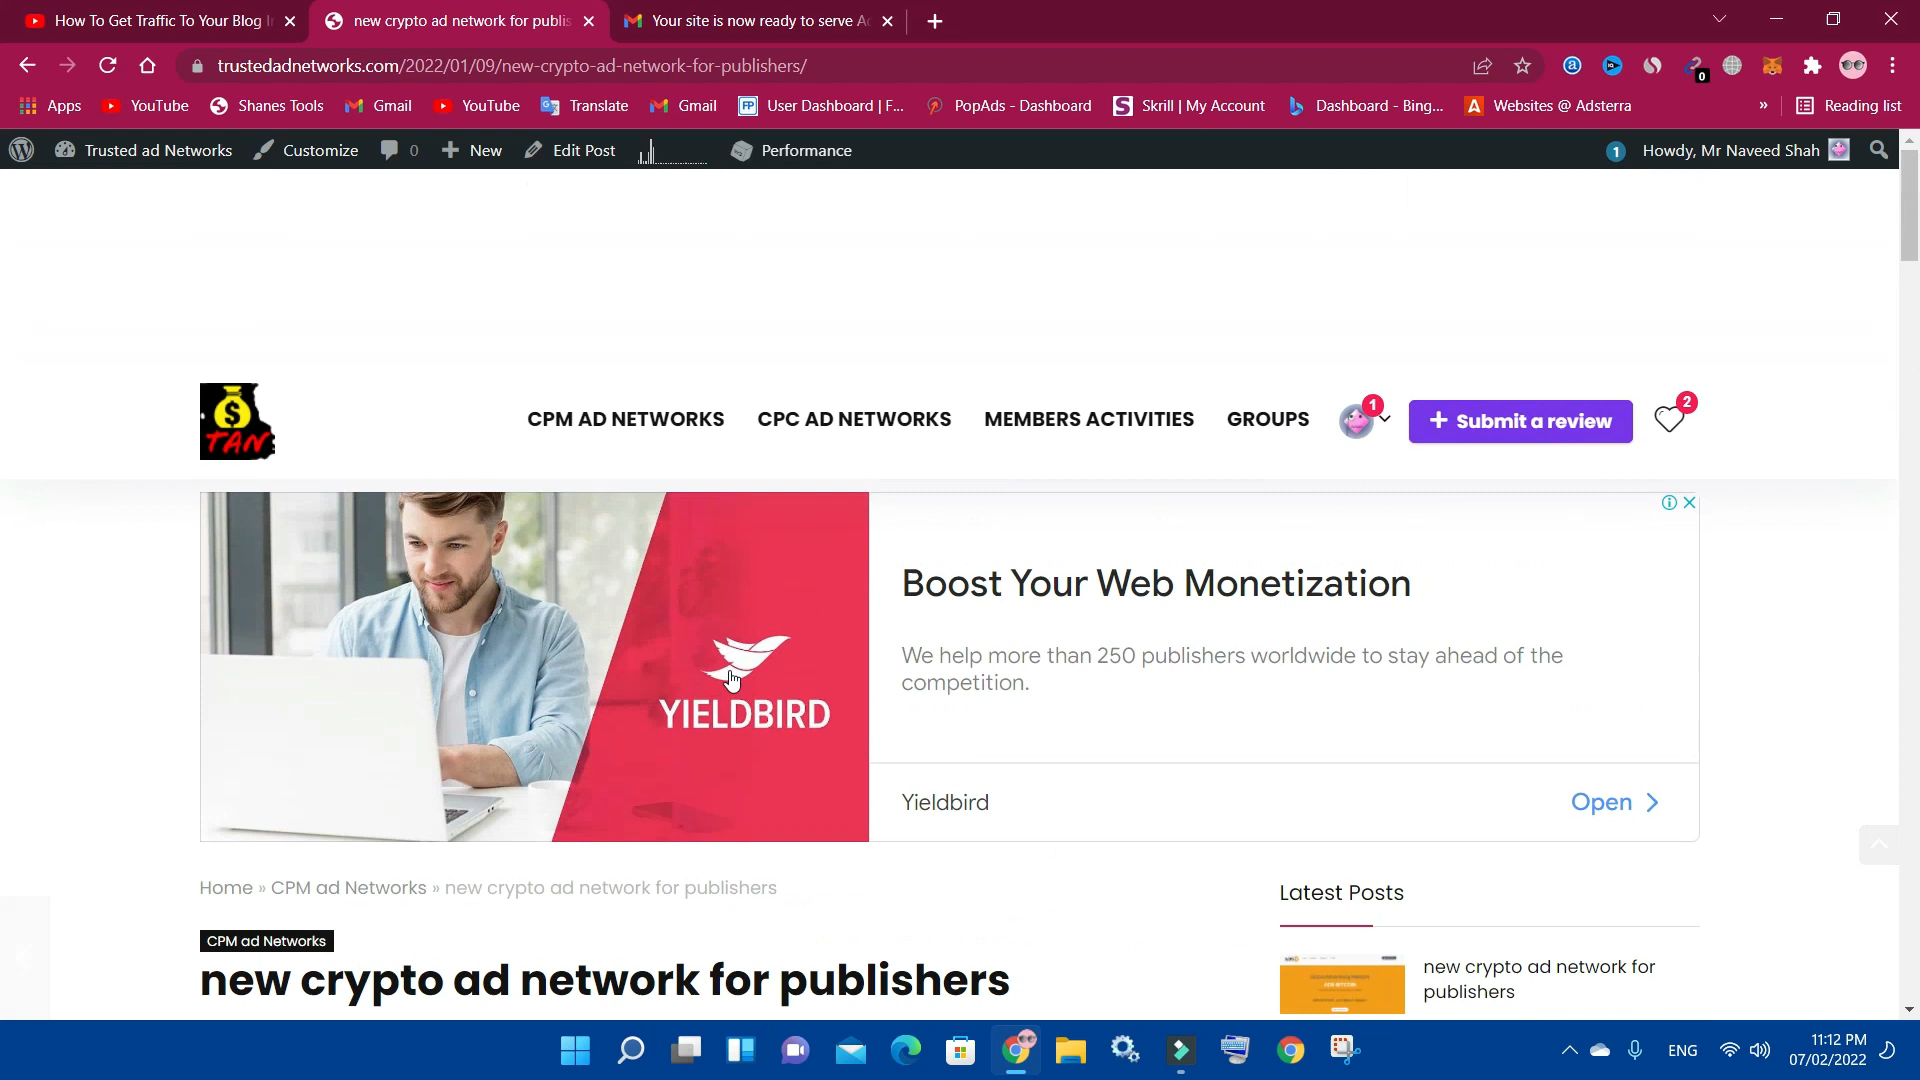 How To Get Traffic To Your Blog
new crypto ad network for publis
Your site is now ready to serve A
trustedadnetworks.com/2022/01/09/new-crypto-ad-network-for-publishers/
0
Apps
YouTube
Shanes Tools
Gmail
YouTube
Translate
Gmail
FP
User Dashboard | F...
PopAds - Dashboard
Skrill | My Account
Dashboard - Bing...
Websites @ Adsterra
»
Reading list
Trusted ad Networks
Customize
0
New
Edit Post
Performance
1
Howdy, Mr Naveed Shah
TAN
CPM AD NETWORKS
CPC AD NETWORKS
MEMBERS ACTIVITIES
GROUPS
1
+ Submit a review
2
YIELDBIRD
Boost Your Web Monetization
We help more than 250 publishers worldwide to stay ahead of the
competition.
Yieldbird
Open
Home » CPM ad Networks » new crypto ad network for publishers
CPM ad Networks
new crypto ad network for publishers
Latest Posts
new crypto ad network for
publishers
ENG
11:12 PM
07/02/2022